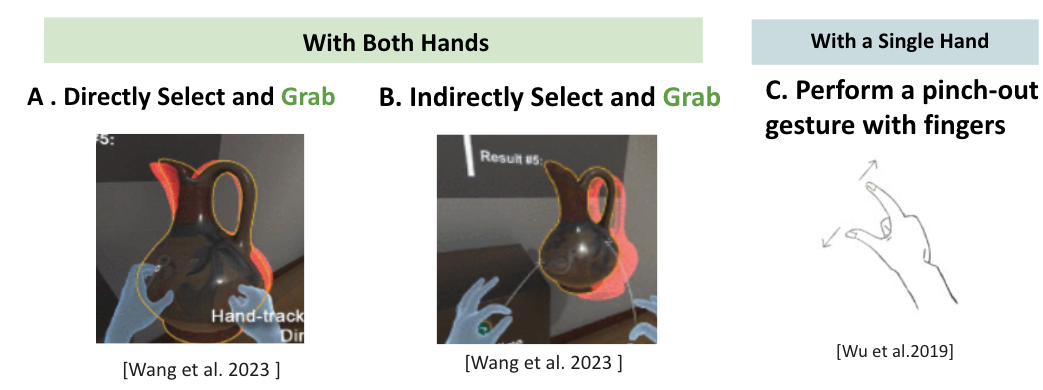 With Both Hands
With a Single Hand
A . Directly Select and Grab
B. Indirectly Select and Grab
C. Perform a pinch-out
gesture with fingers
5:
Result #5:
Hand-track
Dir
[Wang et al. 2023 ]
[Wang et al. 2023 ]
[Wu et al.2019]